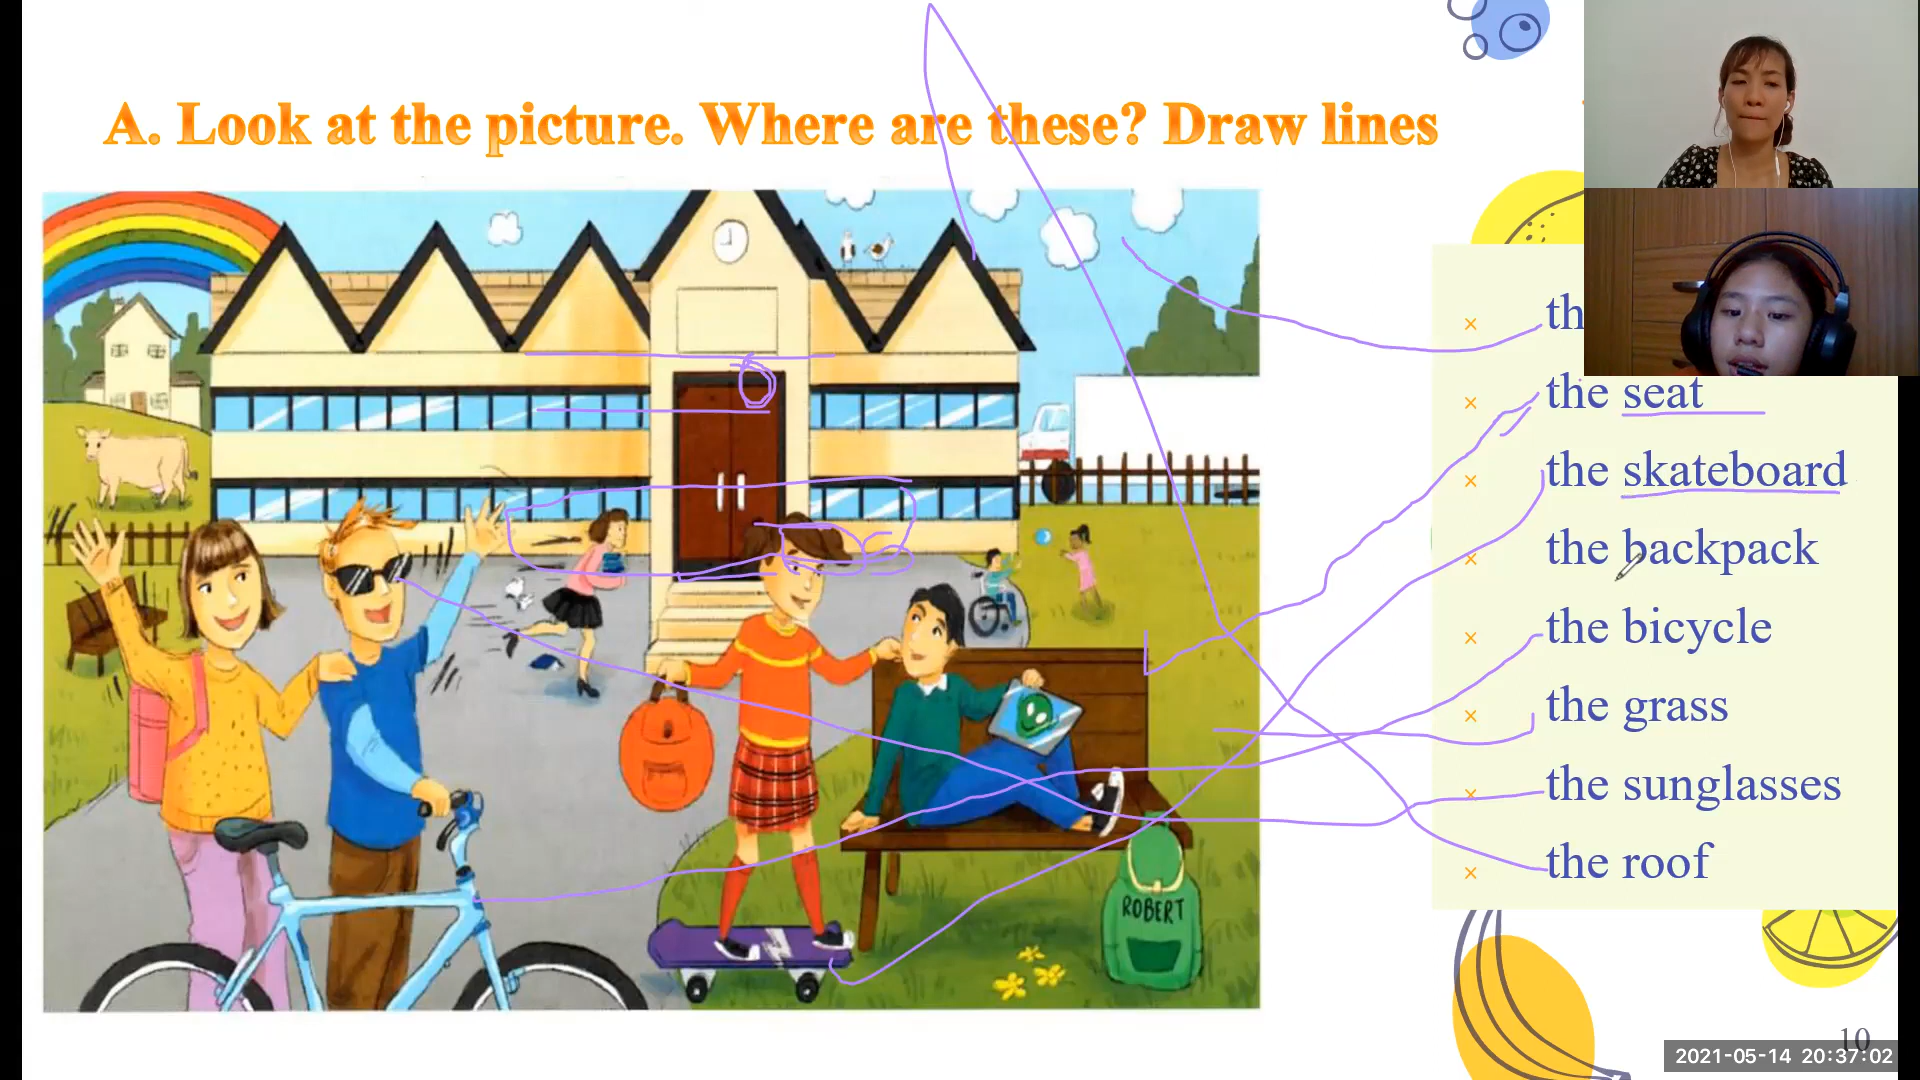 A. Look at the picture. Where are these? Draw lines
× th
× the seat
× the skateboard
× the backpack
× the bicycle
× the grass
× the sunglasses
× the roof
ROBERT
10
2021-05-14 20:37:02